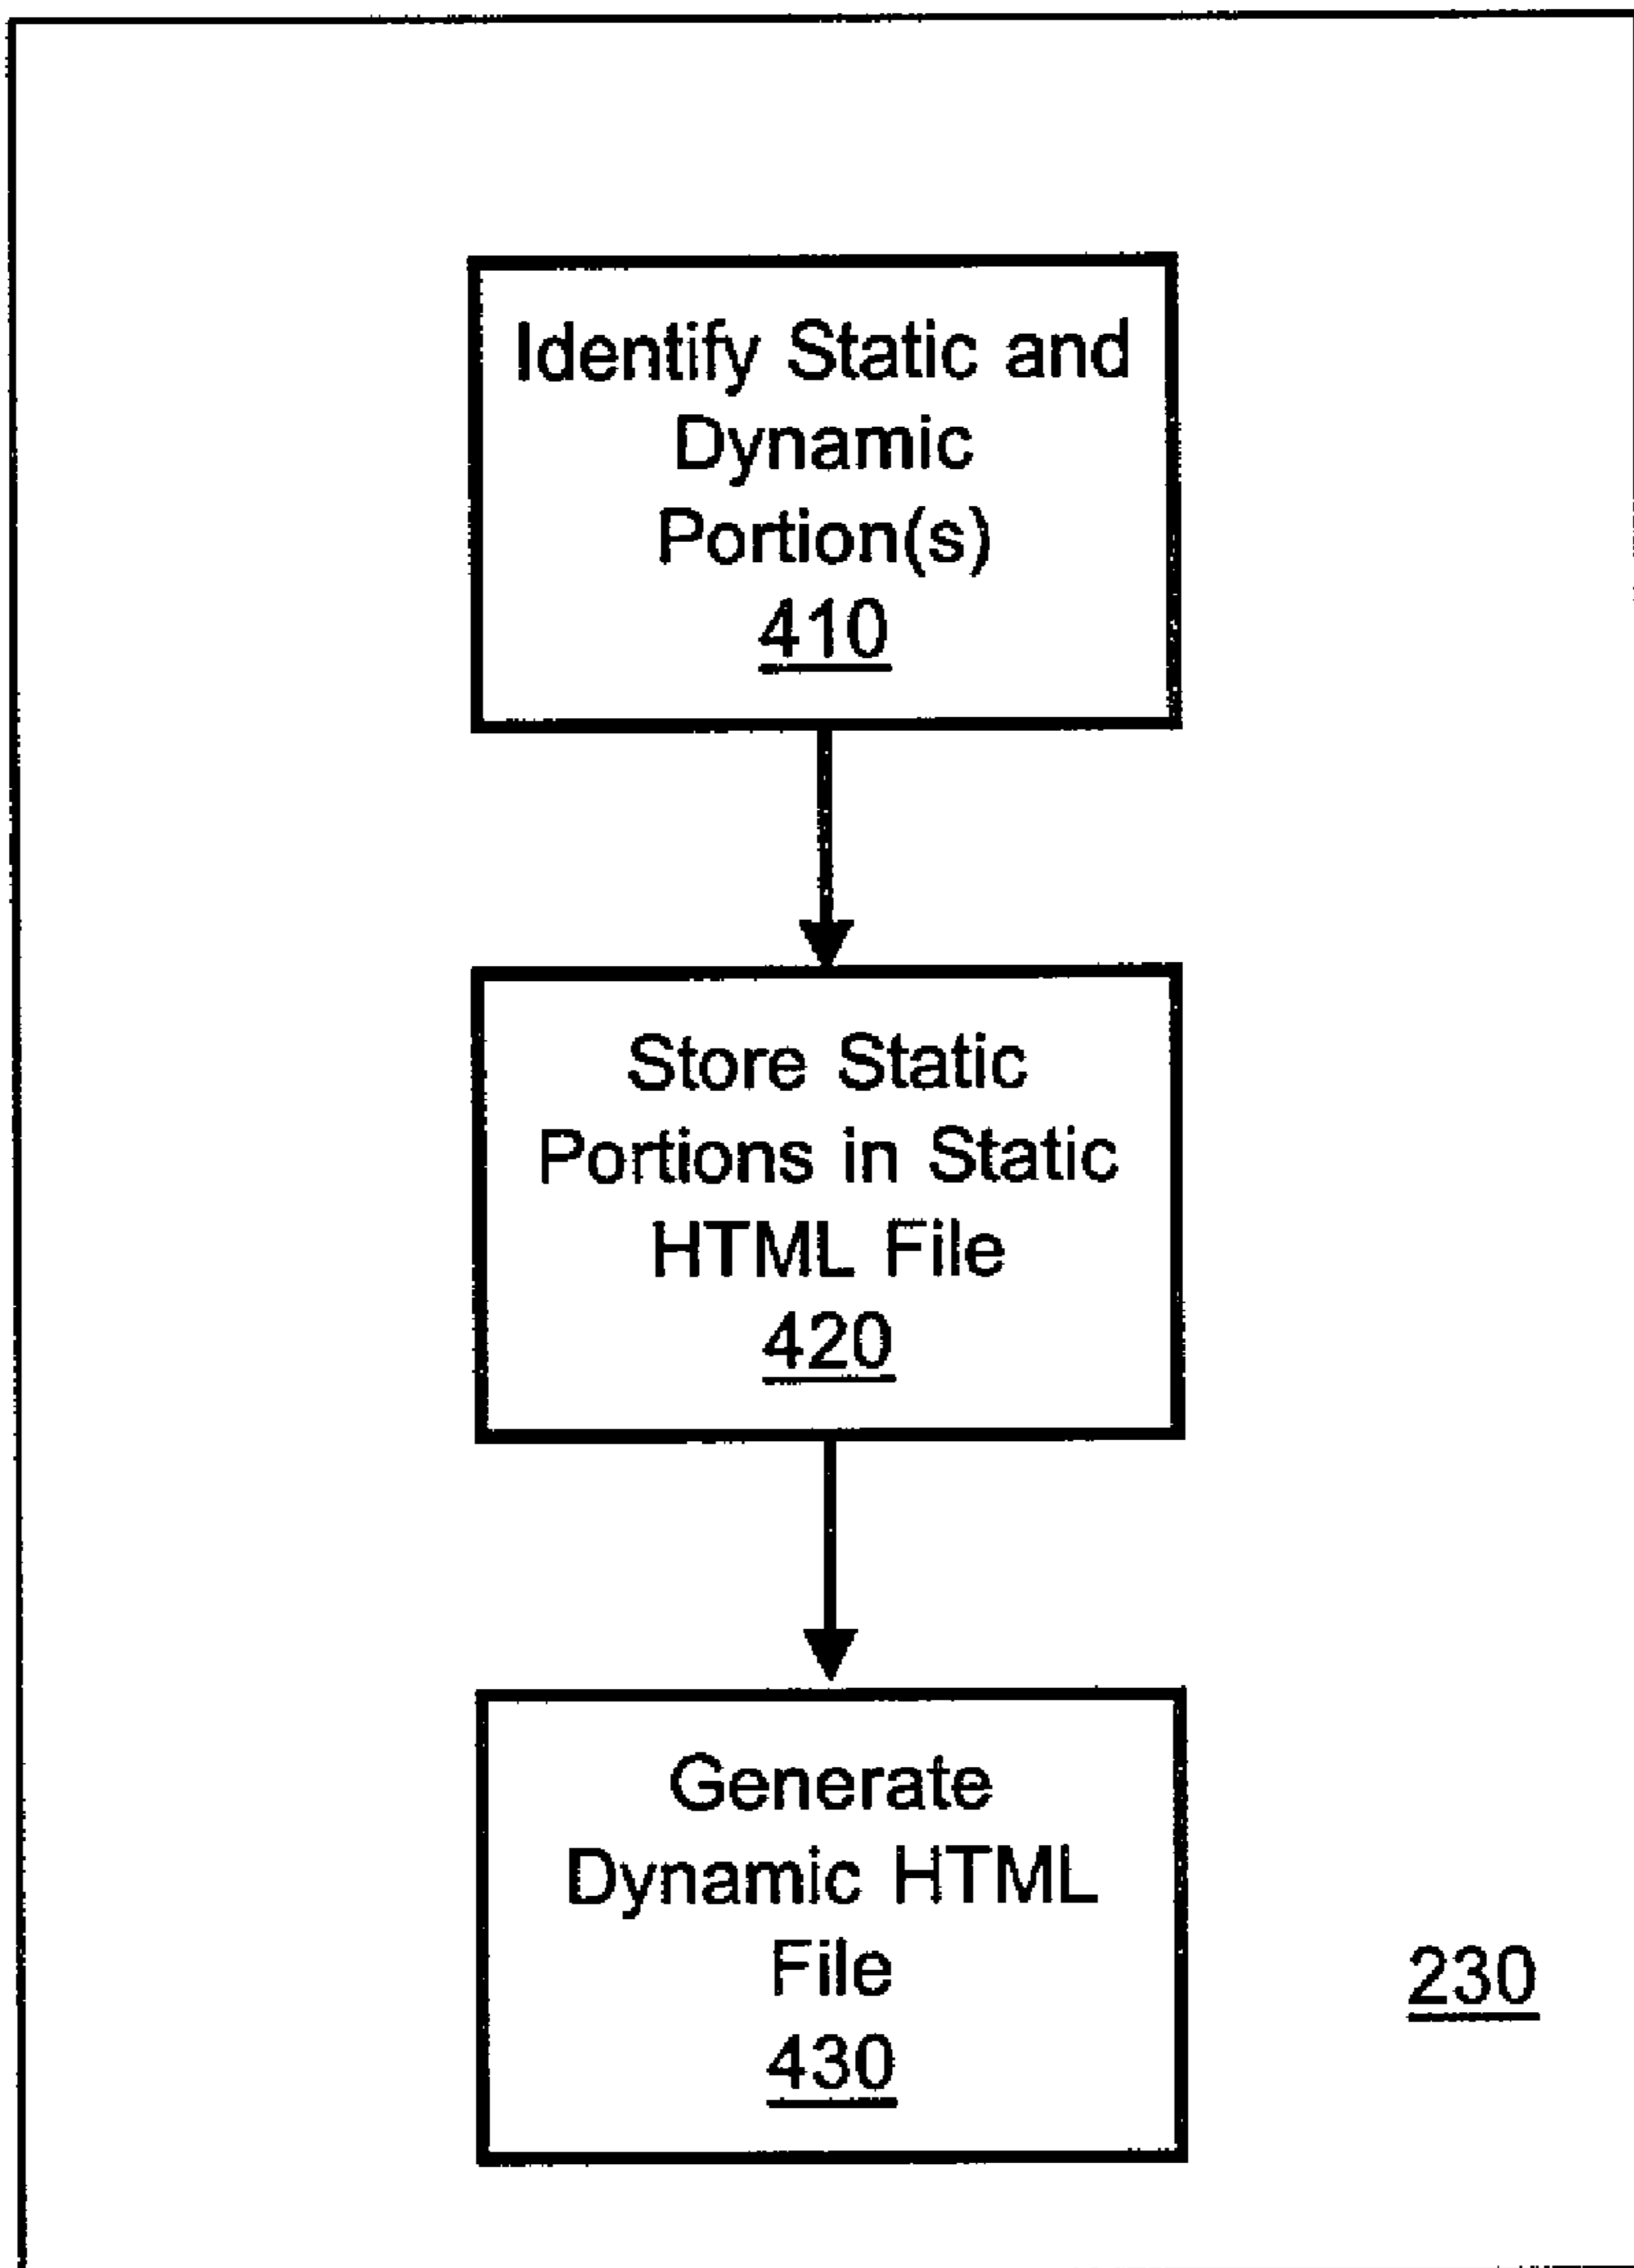 Identify Static and
Dynamic
Portion(s)
410
Store Static
Portions in Static
HTML File
420
Generate
Dynamic HTML
File
430
230